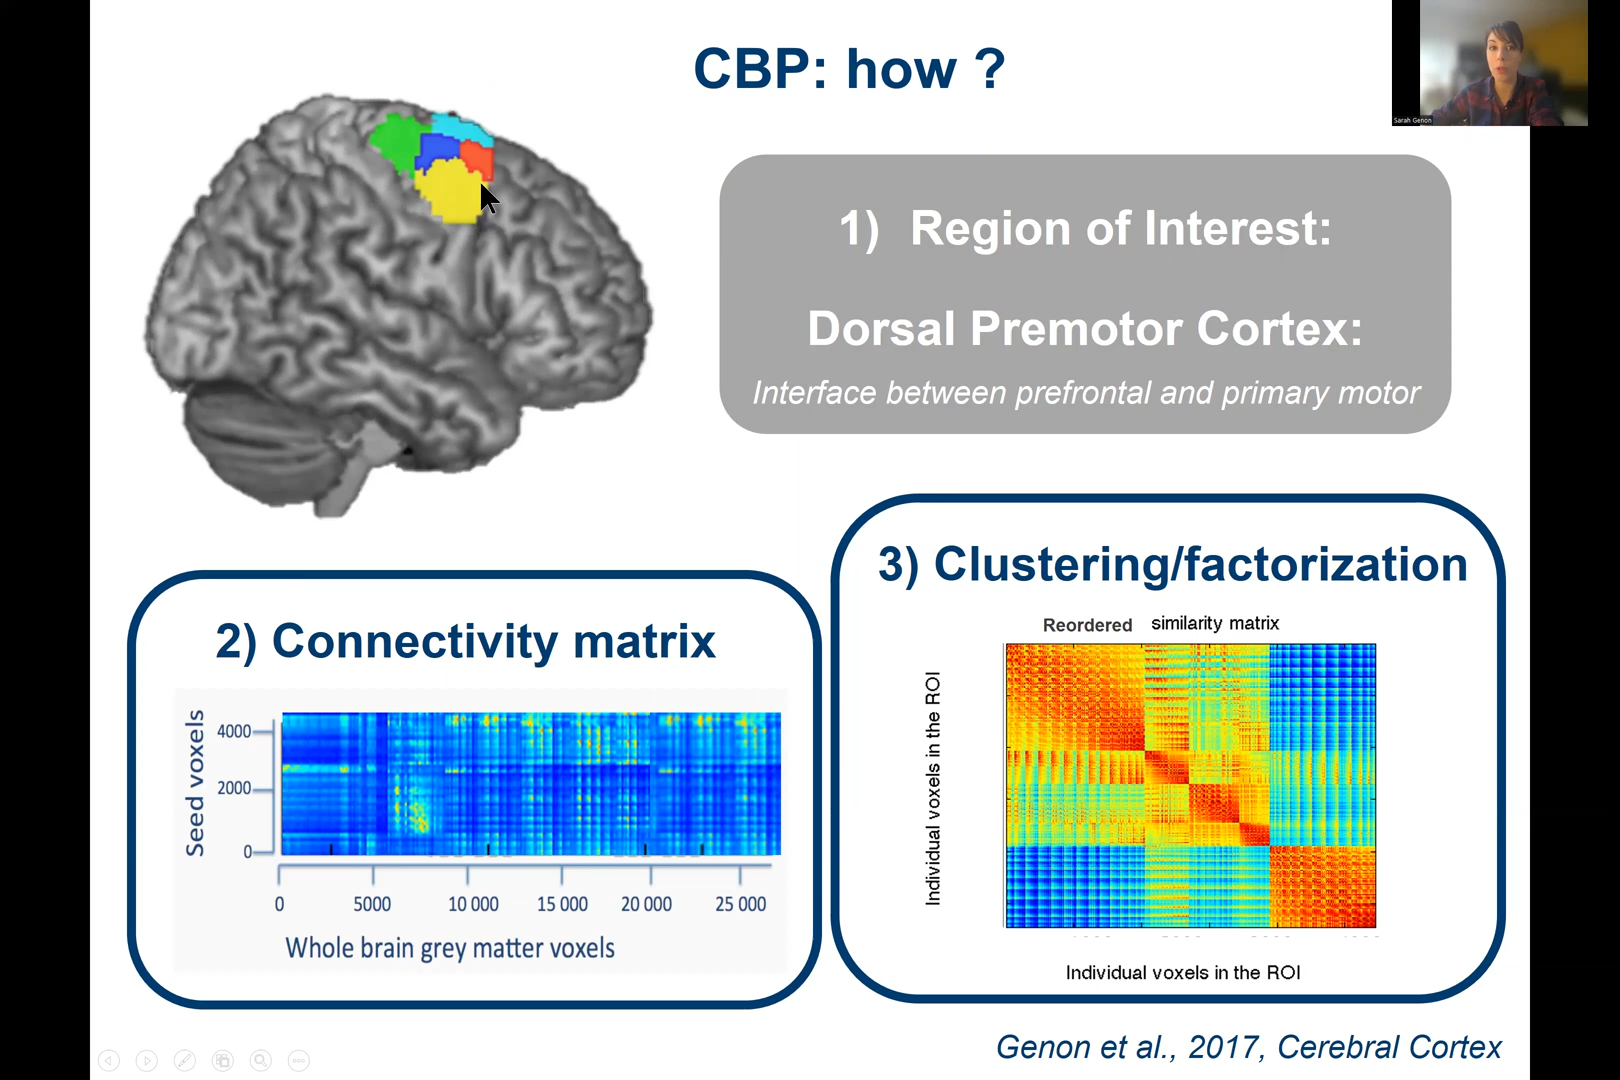 CBP: how ?
Sarah Genon
1) Region of Interest:
Dorsal Premotor Cortex:
Interface between prefrontal and primary motor
2) Connectivity matrix
Seed voxels
4000
2000
0
0 5000 10 000 15 000 20 000 25 000
Whole brain grey matter voxels
3) Clustering/factorization
Reordered similarity matrix
Individual voxels in the ROI
Individual voxels in the ROI
Genon et al., 2017, Cerebral Cortex